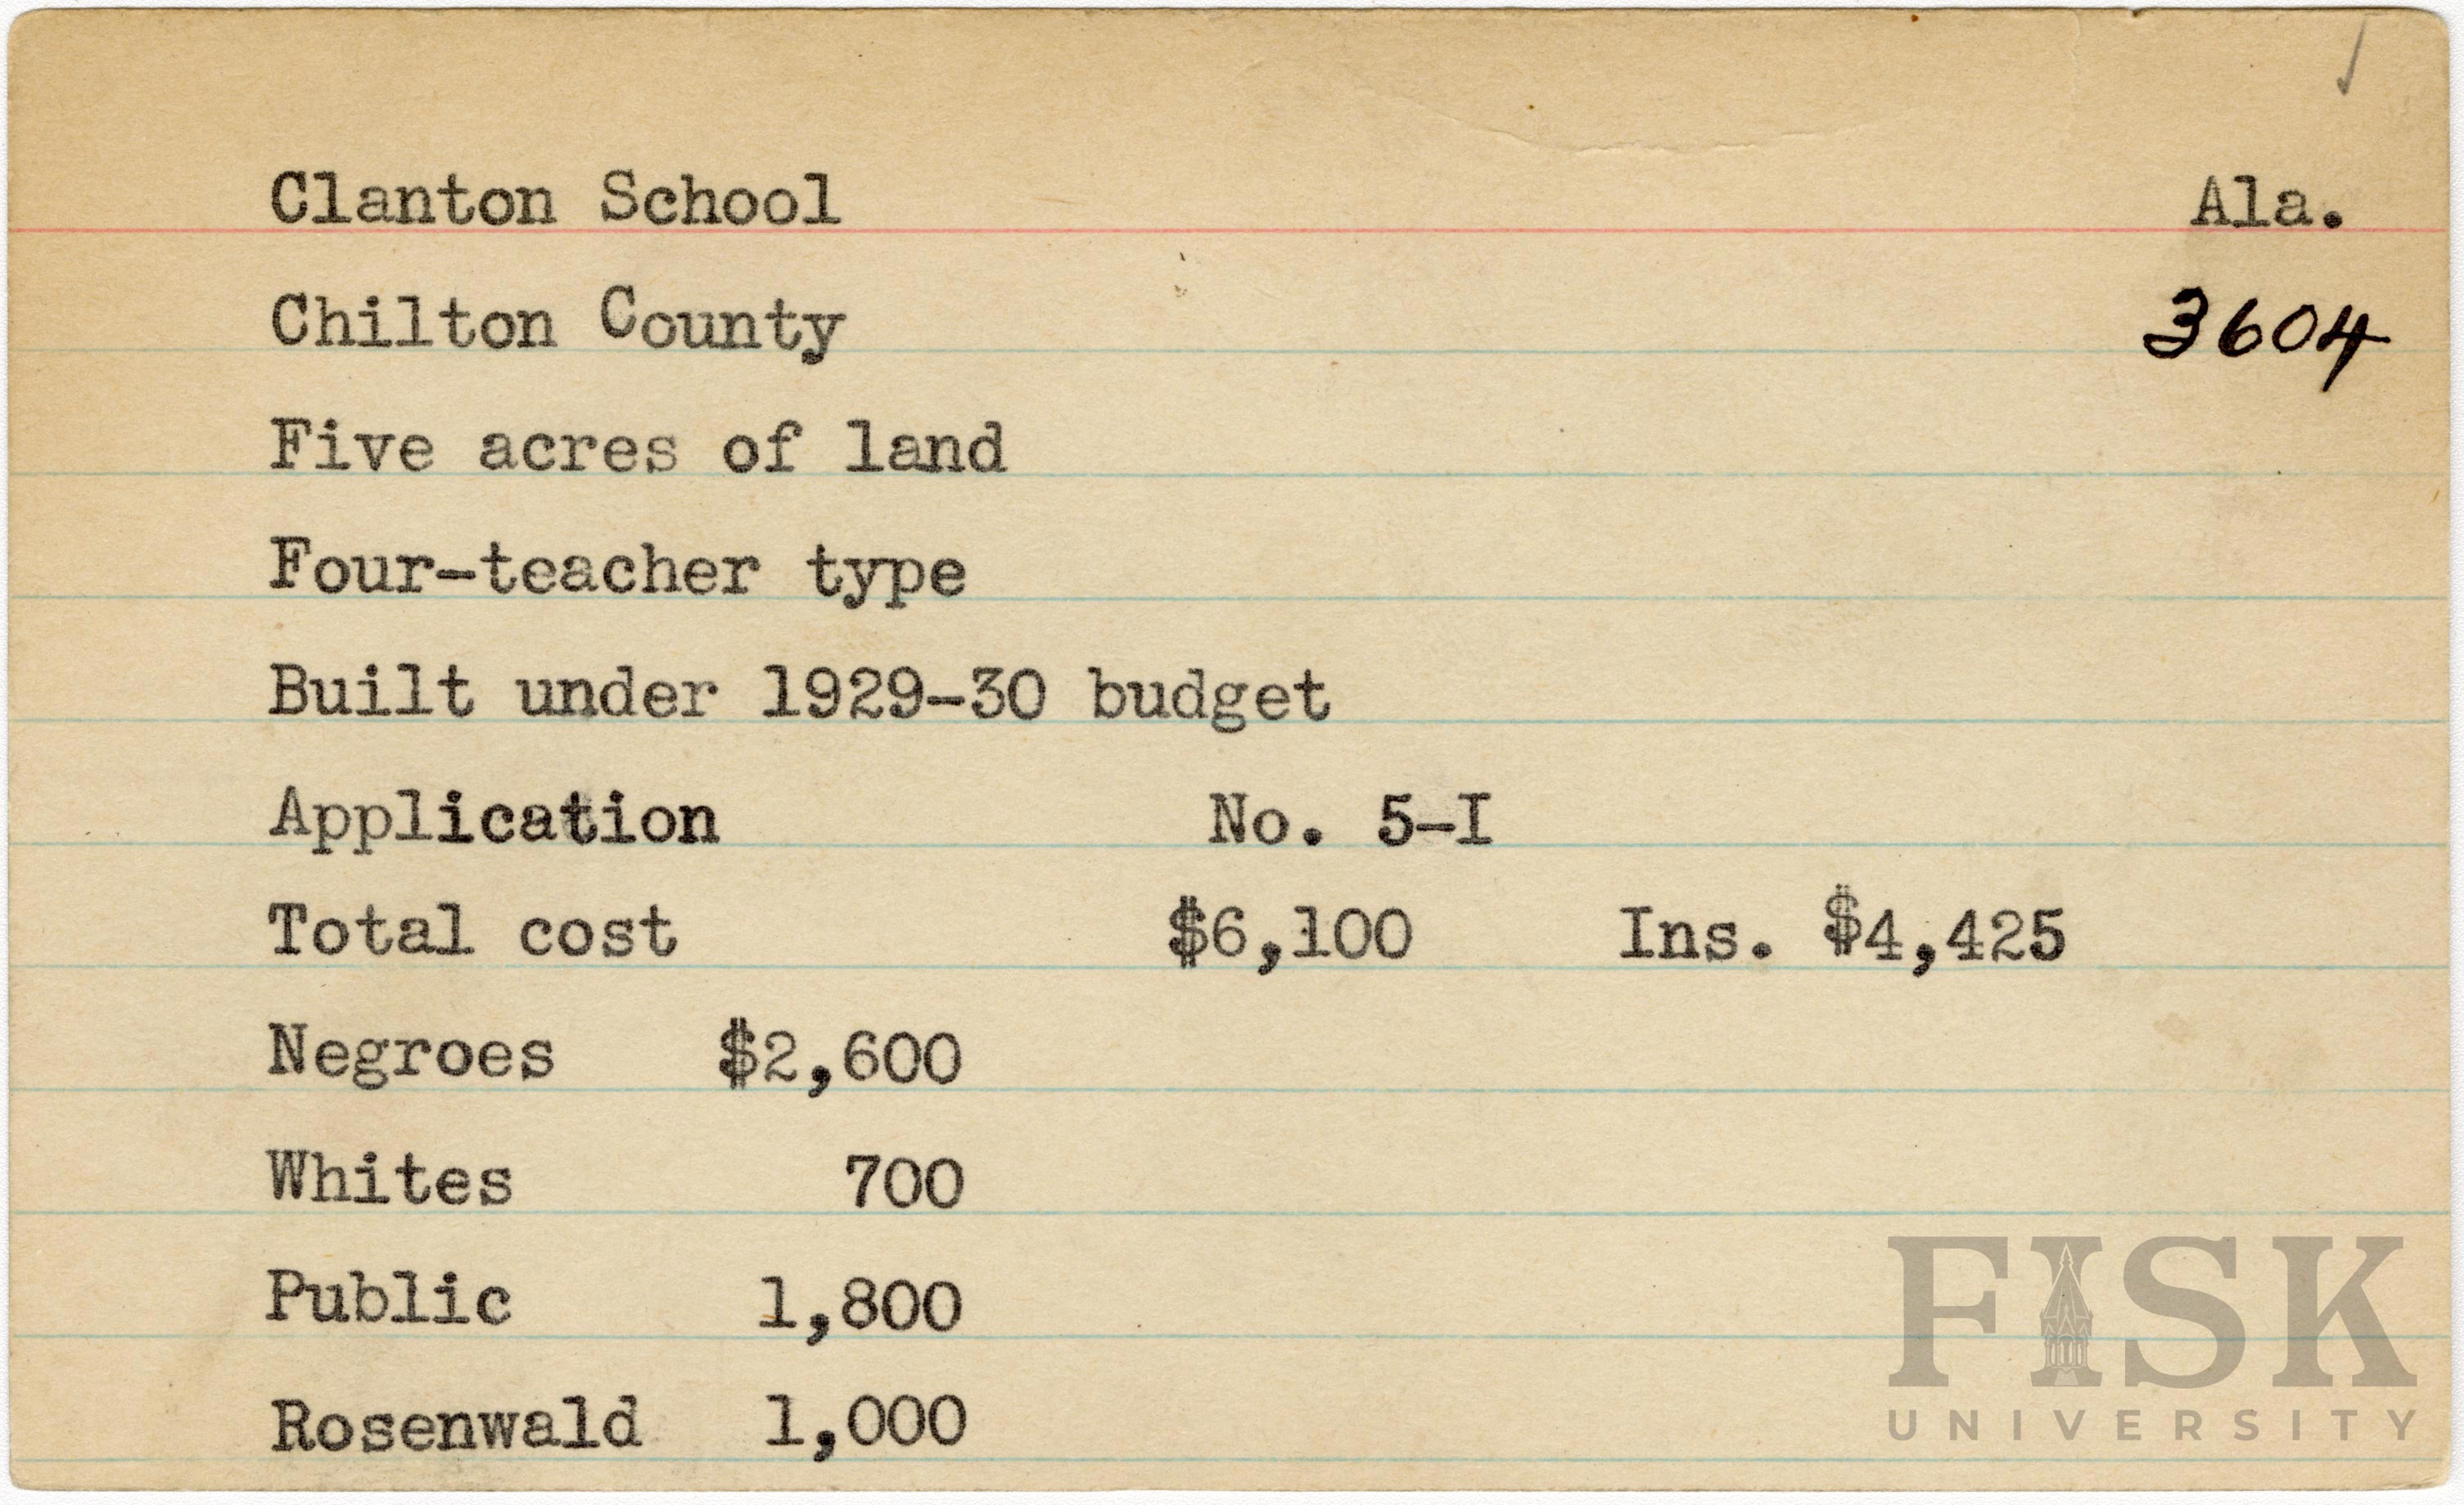 Clanton School Ala.
Chilton County 3604
Five acres of land
Four-teacher type
Built under 1929-30 budget
Application No. 5-I
Total cost $6,100 Ins. $4,425
Negroes $2,600
Whites 700
Public 1,800
Rosenwald 1,000
FISK
UNIVERSITY